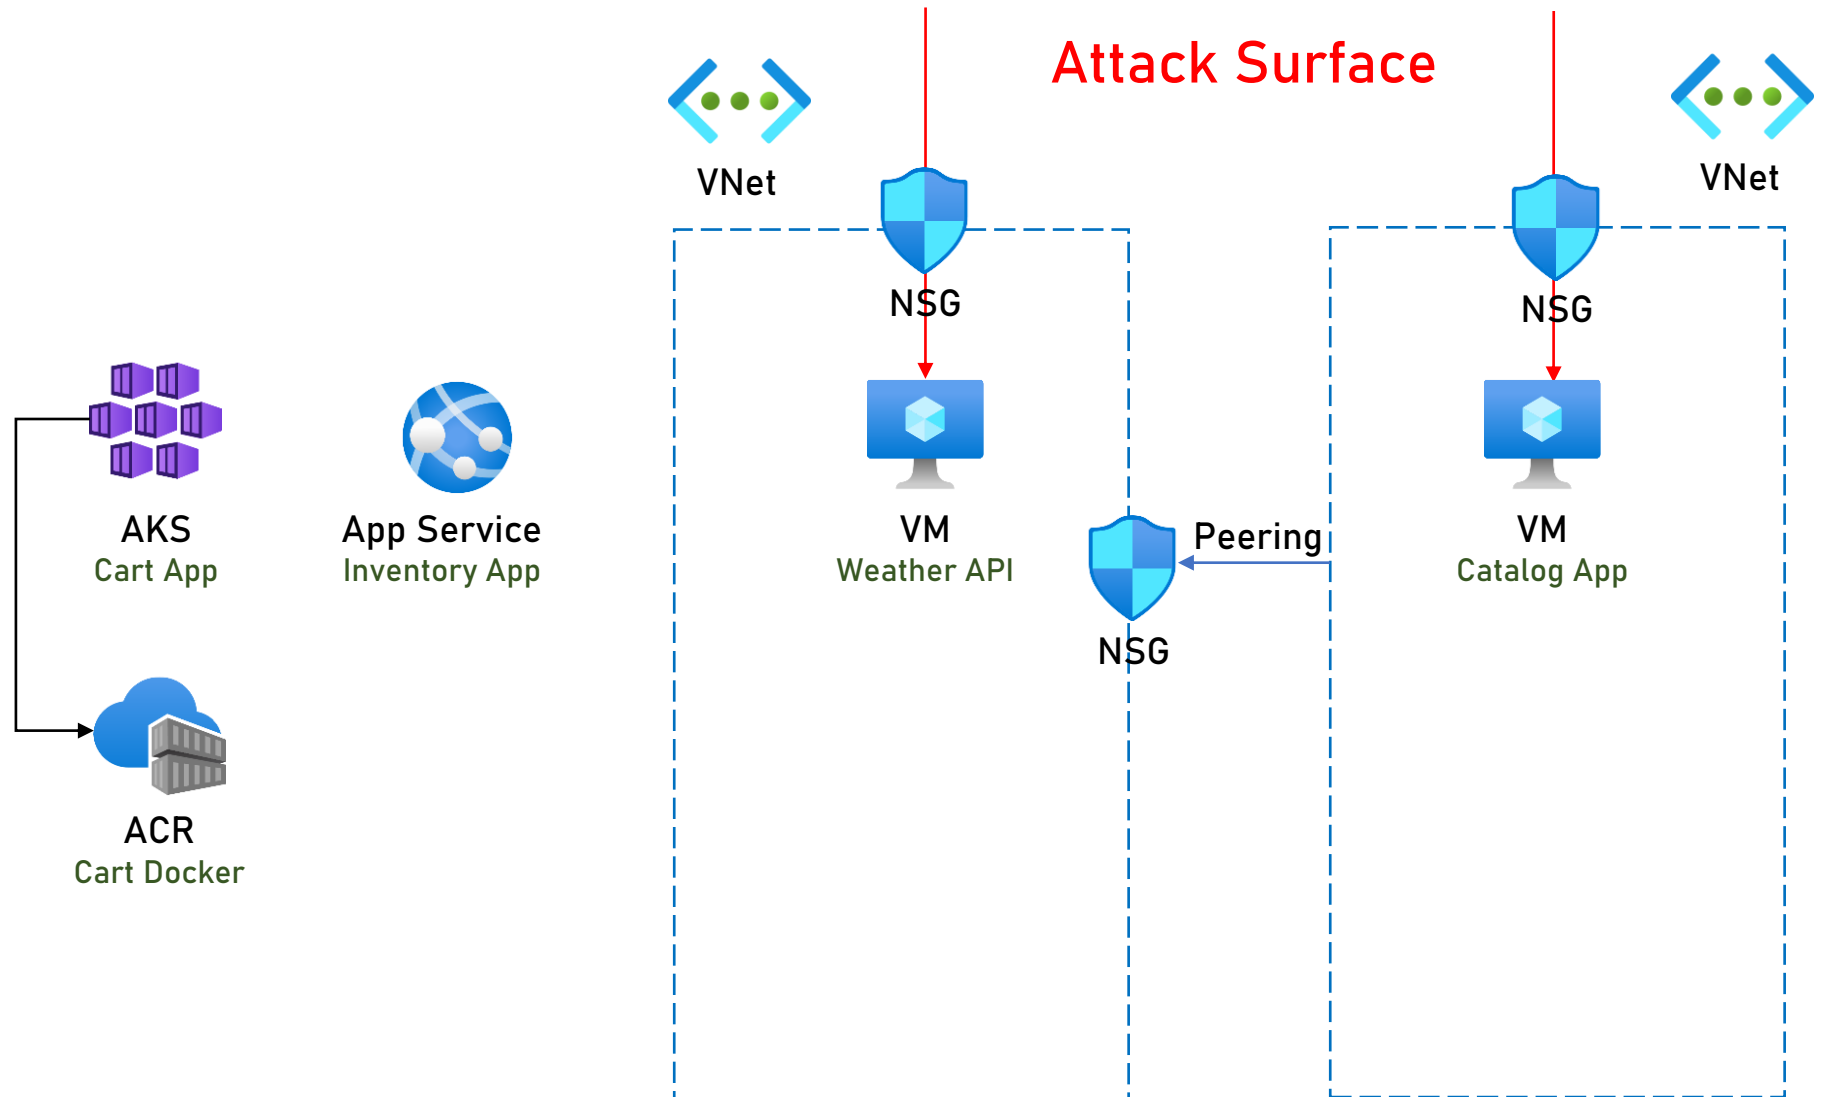 Attack Surface
VNet
VNet
NSG
NSG
AKS
Cart App
App Service
Inventory App
VM
Weather API
Peering
VM
Catalog App
NSG
ACR
Cart Docker